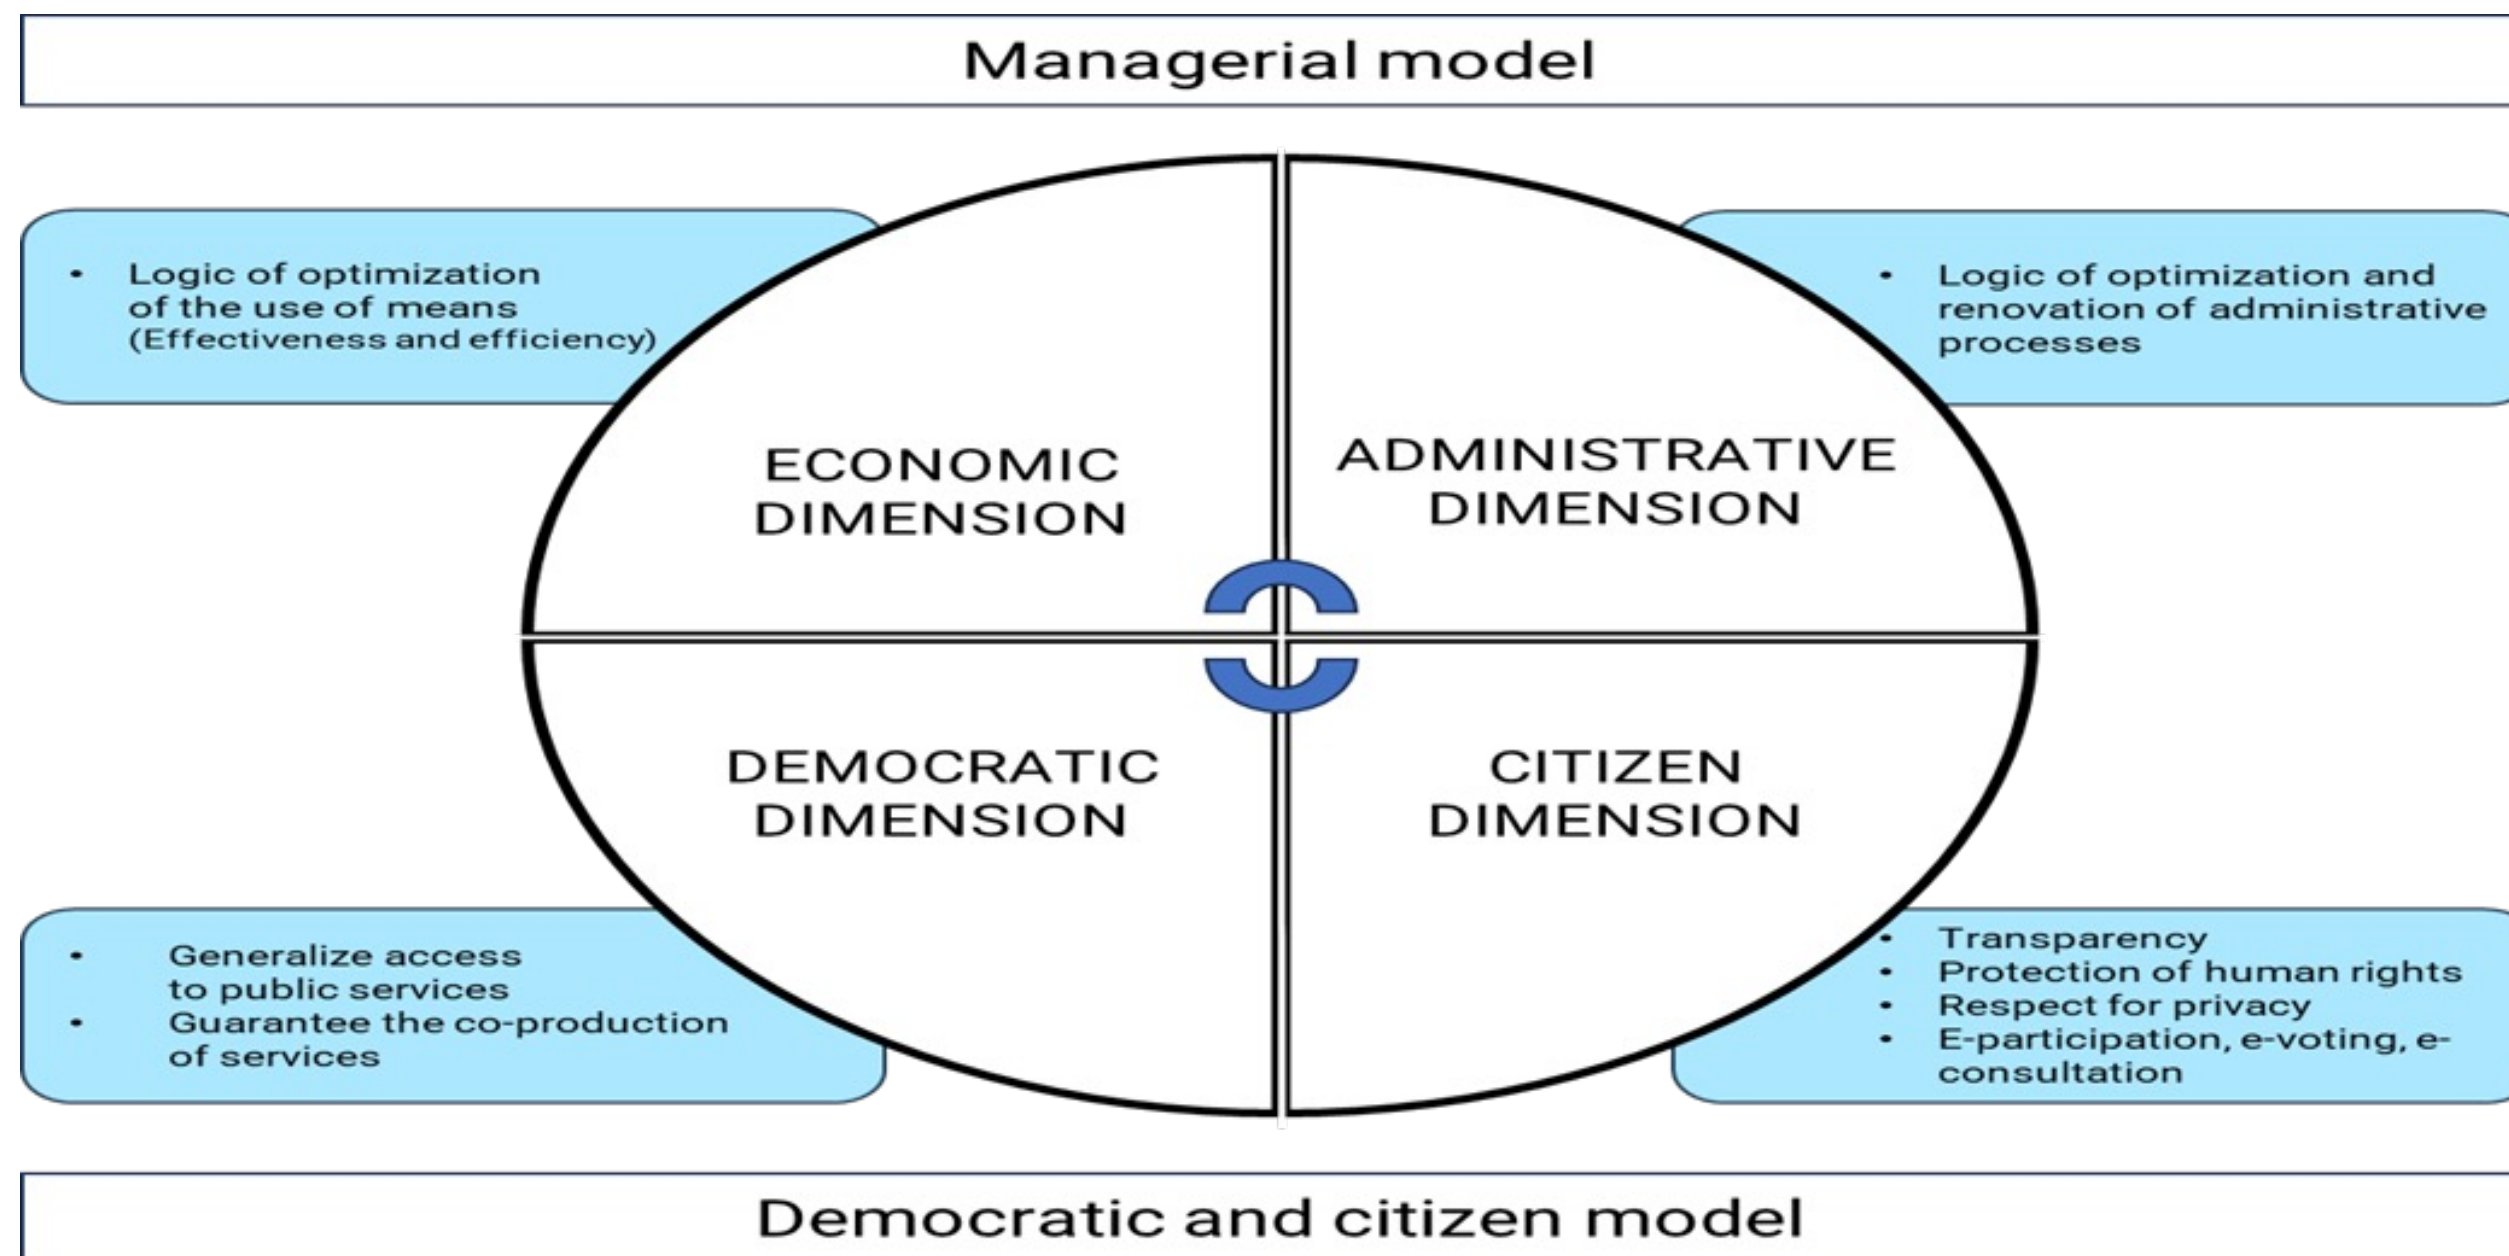 Managerial model
• Logic of optimization
of the use of means
(Effectiveness and efficiency)
• Logic of optimization and
renovation of administrative
processes
ECONOMIC
DIMENSION
ADMINISTRATIVE
DIMENSION
DEMOCRATIC
DIMENSION
CITIZEN
DIMENSION
• Generalize access
to public services
• Guarantee the co-production
of services
• Transparency
• Protection of human rights
• Respect for privacy
• E-participation, e-voting, e-
consultation
Democratic and citizen model